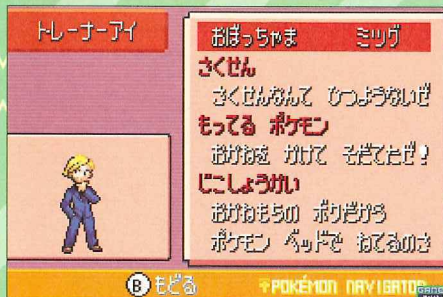 トレーナーアイ
おぼっちゃま ミツグ
さくせん
さくせんなんて ひつようないぜ
もってる ポケモン
おかねを かけて そだてたぜ！
じこしょうかい
おかねもちの ボクだから
ポケモン ベッドで ねてるのさ
Ⓑもどる
POKÉMON NAVIGATOR